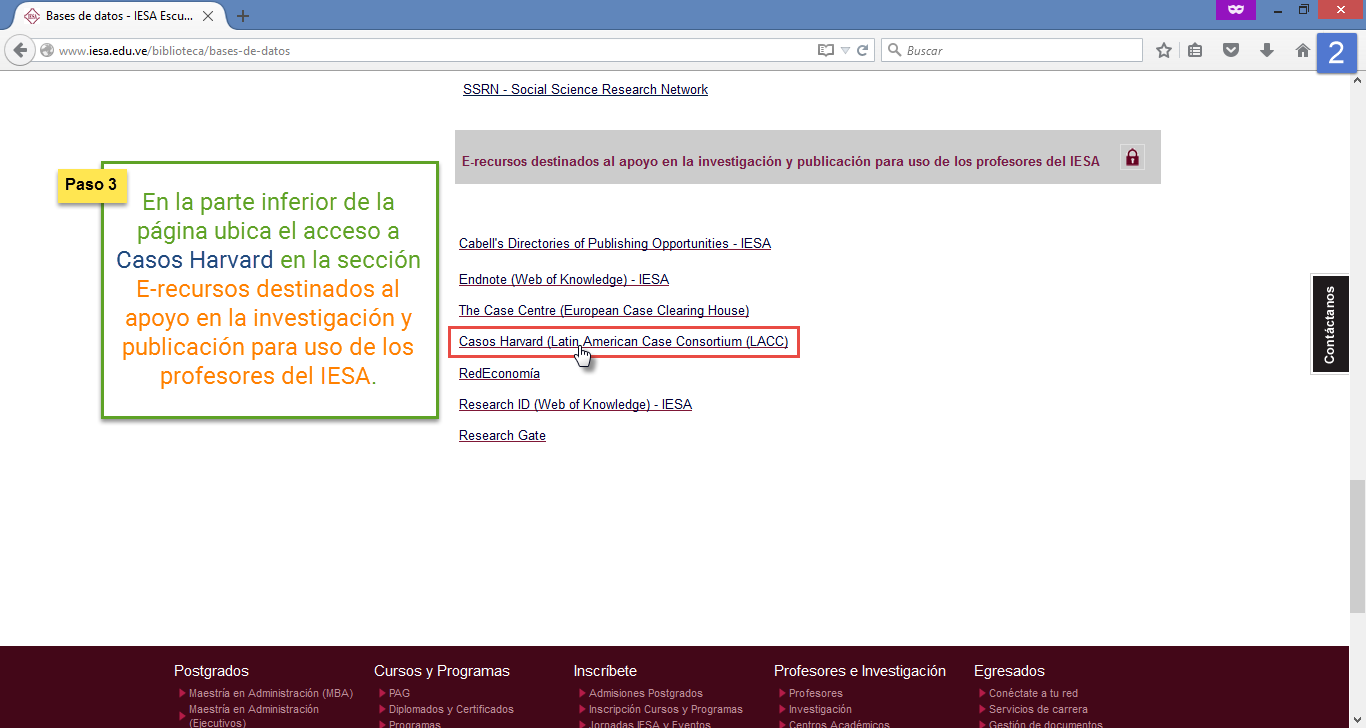 Bases de datos - IESA Escu...
www.iesa.edu.ve/biblioteca/bases-de-datos
Buscar
2
SSRN - Social Science Research Network
E-recursos destinados al apoyo en la investigación y publicación para uso de los profesores del IESA
Paso 3
En la parte inferior de la
página ubica el acceso a
Casos Harvard en la sección
E-recursos destinados al
apoyo en la investigación y
publicación para uso de los
profesores del IESA.
Cabell's Directories of Publishing Opportunities - IESA
Endnote (Web of Knowledge) - IESA
The Case Centre (European Case Clearing House)
Casos Harvard (Latin American Case Consortium (LACC)
RedEconomía
Research ID (Web of Knowledge) - IESA
Research Gate
Contáctanos
Postgrados
Maestría en Administración (MBA)
Maestría en Administración
(Ejecutivos)
Cursos y Programas
PAG
Diplomados y Certificados
Programas
Inscríbete
Admisiones Postgrados
Inscripción Cursos y Programas
Jornadas IESA y Eventos
Profesores e Investigación
Profesores
Investigación
Centros Académicos
Egresados
Conéctate a tu red
Servicios de carrera
Gestión de documentos